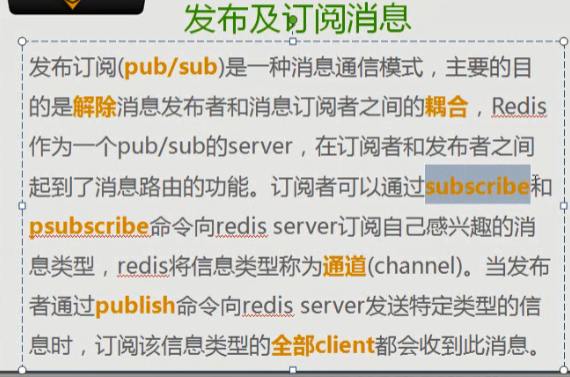 发布及订阅消息
发布订阅(pub/sub)是一种消息通信模式，主要的目
的是解除消息发布者和消息订阅者之间的耦合，Redis
作为一个pub/sub的server，在订阅者和发布者之间
起到了消息路由的功能。订阅者可以通过subscribe和
psubscribe命令向redis server订阅自己感兴趣的消
息类型，redis将信息类型称为通道(channel)。当发布
者通过publish命令向redis server发送特定类型的信
息时，订阅该信息类型的全部client都会收到此消息。